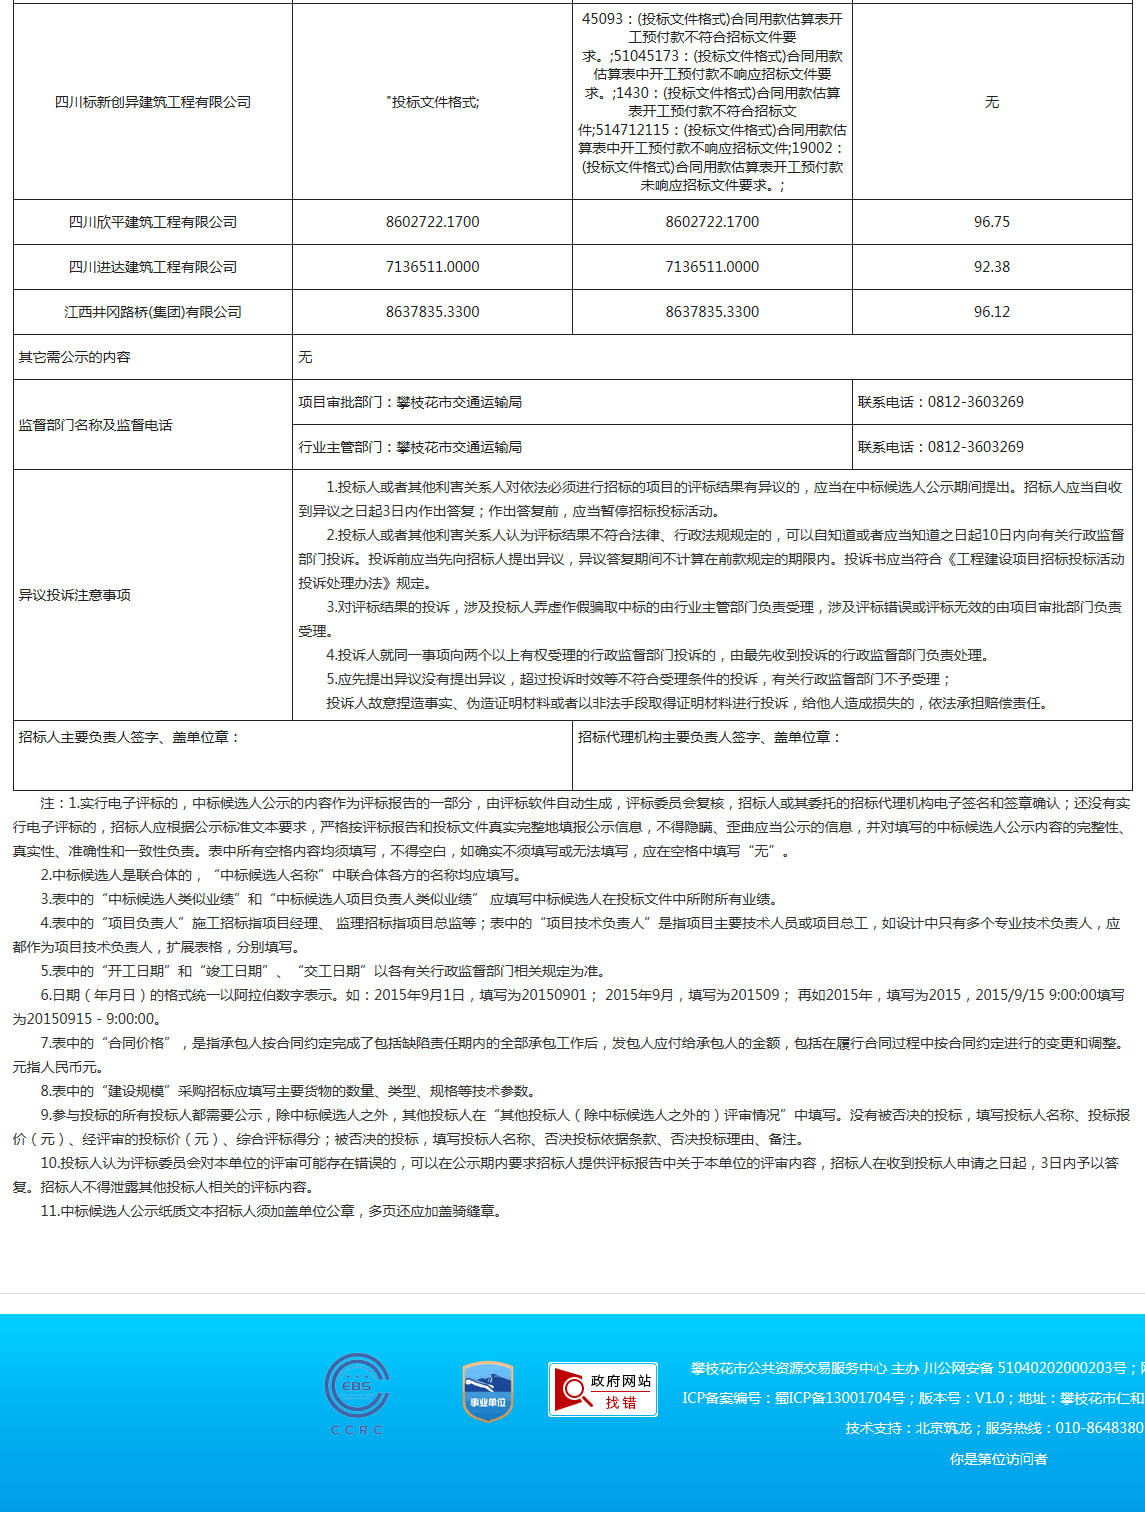 四川标新创异建筑工程有限公司
"投标文件格式;
45093：(投标文件格式)合同用款估算表开
工预付款不符合招标文件要
求。;51045173：(投标文件格式)合同用款
估算表中开工预付款不响应招标文件要
求。;1430：(投标文件格式)合同用款估算
表开工预付款不符合招标文
件;514712115：(投标文件格式)合同用款估
算表中开工预付款不响应招标文件;19002：
(投标文件格式)合同用款估算表开工预付款
未响应招标文件要求。;
无
四川欣平建筑工程有限公司 8602722.1700 8602722.1700 96.75
四川进达建筑工程有限公司 7136511.0000 7136511.0000 92.38
江西井冈路桥(集团)有限公司 8637835.3300 8637835.3300 96.12
其它需公示的内容 无
监督部门名称及监督电话
项目审批部门：攀枝花市交通运输局 联系电话：0812-3603269
行业主管部门：攀枝花市交通运输局 联系电话：0812-3603269
异议投诉注意事项
1.投标人或者其他利害关系人对依法必须进行招标的项目的评标结果有异议的，应当在中标候选人公示期间提出。招标人应当自收
到异议之日起3日内作出答复；作出答复前，应当暂停招标投标活动。
2.投标人或者其他利害关系人认为评标结果不符合法律、行政法规规定的，可以自知道或者应当知道之日起10日内向有关行政监督
部门投诉。投诉前应当先向招标人提出异议，异议答复期间不计算在前款规定的期限内。投诉书应当符合《工程建设项目招标投标活动
投诉处理办法》规定。
3.对评标结果的投诉，涉及投标人弄虚作假骗取中标的由行业主管部门负责受理，涉及评标错误或评标无效的由项目审批部门负责
受理。
4.投诉人就同一事项向两个以上有权受理的行政监督部门投诉的，由最先收到投诉的行政监督部门负责处理。
5.应先提出异议没有提出异议，超过投诉时效等不符合受理条件的投诉，有关行政监督部门不予受理；
投诉人故意捏造事实、伪造证明材料或者以非法手段取得证明材料进行投诉，给他人造成损失的，依法承担赔偿责任。
招标人主要负责人签字、盖单位章： 招标代理机构主要负责人签字、盖单位章：
注：1.实行电子评标的，中标候选人公示的内容作为评标报告的一部分，由评标软件自动生成，评标委员会复核，招标人或其委托的招标代理机构电子签名和签章确认；还没有实
行电子评标的，招标人应根据公示标准文本要求，严格按评标报告和投标文件真实完整地填报公示信息，不得隐瞒、歪曲应当公示的信息，并对填写的中标候选人公示内容的完整性、
真实性、准确性和一致性负责。表中所有空格内容均须填写，不得空白，如确实不须填写或无法填写，应在空格中填写“无”。
2.中标候选人是联合体的，“中标候选人名称”中联合体各方的名称均应填写。
3.表中的“中标候选人类似业绩”和“中标候选人项目负责人类似业绩” 应填写中标候选人在投标文件中所附所有业绩。
4.表中的“项目负责人”施工招标指项目经理、 监理招标指项目总监等；表中的“项目技术负责人”是指项目主要技术人员或项目总工，如设计中只有多个专业技术负责人，应
都作为项目技术负责人，扩展表格，分别填写。
5.表中的“开工日期”和“竣工日期”、“交工日期”以各有关行政监督部门相关规定为准。
6.日期（年月日）的格式统一以阿拉伯数字表示。如：2015年9月1日，填写为20150901； 2015年9月，填写为201509； 再如2015年，填写为2015，2015/9/15 9:00:00填写
为20150915－9:00:00。
7.表中的“合同价格”，是指承包人按合同约定完成了包括缺陷责任期内的全部承包工作后，发包人应付给承包人的金额，包括在履行合同过程中按合同约定进行的变更和调整。
元指人民币元。
8.表中的“建设规模”采购招标应填写主要货物的数量、类型、规格等技术参数。
9.参与投标的所有投标人都需要公示，除中标候选人之外，其他投标人在“其他投标人（除中标候选人之外的）评审情况”中填写。没有被否决的投标，填写投标人名称、投标报
价（元）、经评审的投标价（元）、综合评标得分；被否决的投标，填写投标人名称、否决投标依据条款、否决投标理由、备注。
10.投标人认为评标委员会对本单位的评审可能存在错误的，可以在公示期内要求招标人提供评标报告中关于本单位的评审内容，招标人在收到投标人申请之日起，3日内予以答
复。招标人不得泄露其他投标人相关的评标内容。
11.中标候选人公示纸质文本招标人须加盖单位公章，多页还应加盖骑缝章。
EBS
CCRC
事业单位
政府网站
找错
攀枝花市公共资源交易服务中心 主办 川公网安备 51040202000203号；
ICP备案编号：蜀ICP备13001704号；版本号：V1.0；地址：攀枝花市仁和
技术支持：北京筑龙；服务热线：010-8648380
你是第位访问者